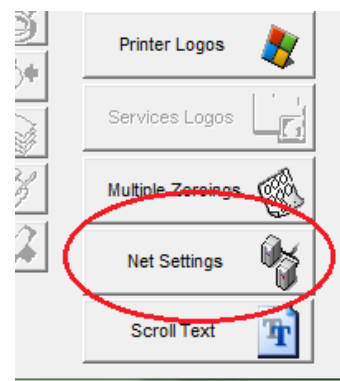 Printer Logos
Services Logos
Multiple Zeroings
Net Settings
Scroll Text